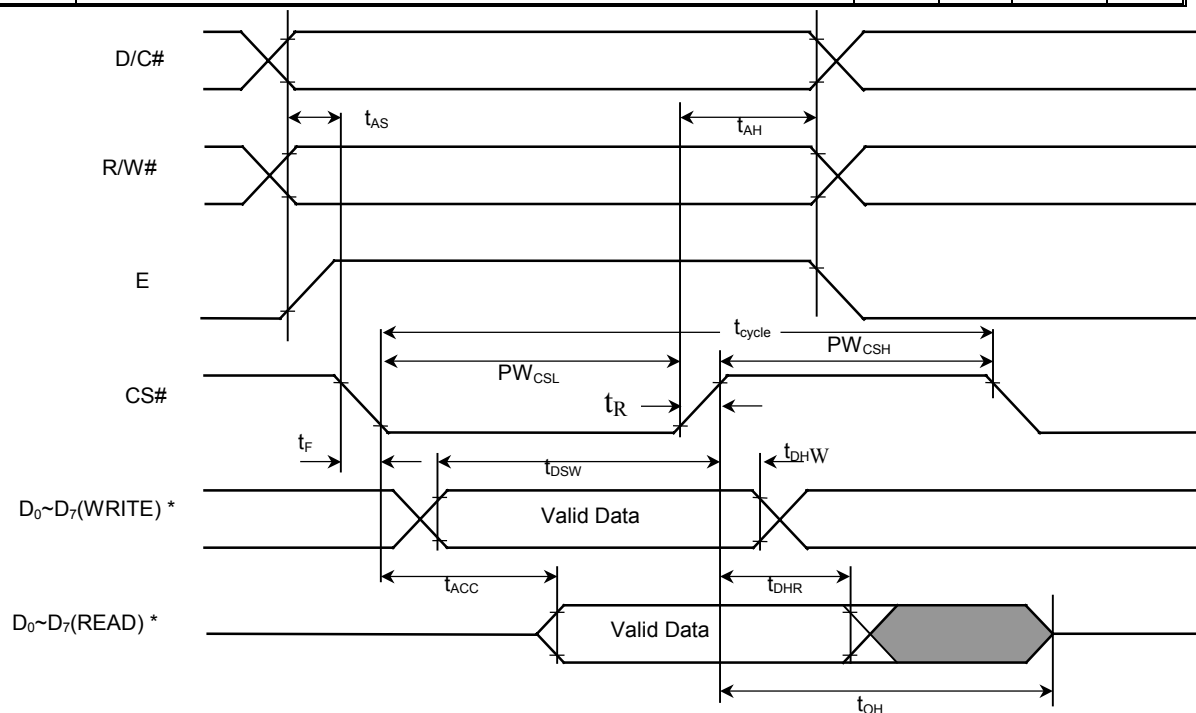 D/C#
tAS
tAH
R/W#
E
tcycle
PWCSH
PWCSL
CS#
tR
tF
tDSW
tDHW
D0~D7(WRITE) *
Valid Data
tACC
tDHR
D0~D7(READ) *
Valid Data
tOH